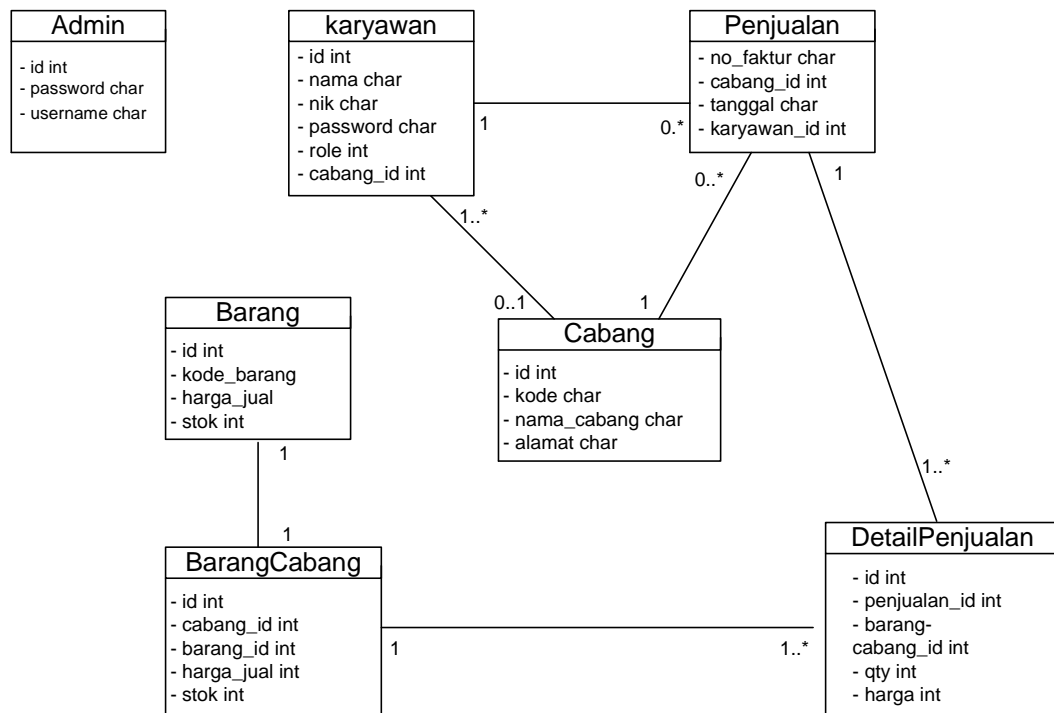 Admin
- id int
- password char
- username char
karyawan
- id int
- nama char
- nik char
- password char
- role int
- cabang_id int
Penjualan
- no_faktur char
- cabang_id int
- tanggal char
- karyawan_id int
1
0.*
1..*
0..1
0..*
1
1
1..*
Barang
- id int
- kode_barang
- harga_jual
- stok int
Cabang
- id int
- kode char
- nama_cabang char
- alamat char
1
1
BarangCabang
- id int
- cabang_id int
- barang_id int
- harga_jual int
- stok int
1
1..*
DetailPenjualan
- id int
- penjualan_id int
- barang-
cabang_id int
- qty int
- harga int